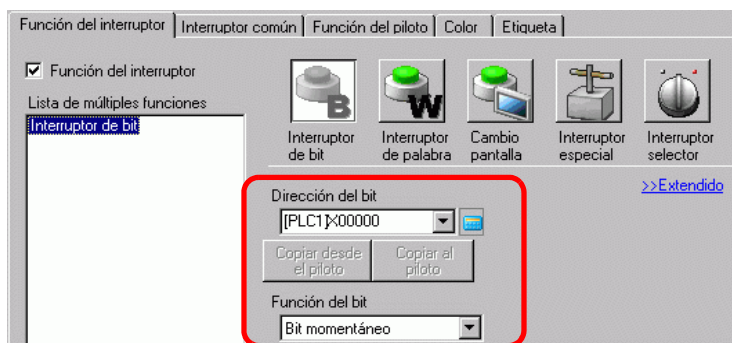 Función del interruptor Interruptor común Función del piloto Color Etiqueta
Función del interruptor
Lista de múltiples funciones
Interruptor de bit
B W
Interruptor de bit
Interruptor de palabra
Cambio pantalla
Interruptor especial
Interruptor selector
>>Extendido
Dirección del bit
[PLC1]X00000
Copiar desde el piloto
Copiar al piloto
Función del bit
Bit momentáneo